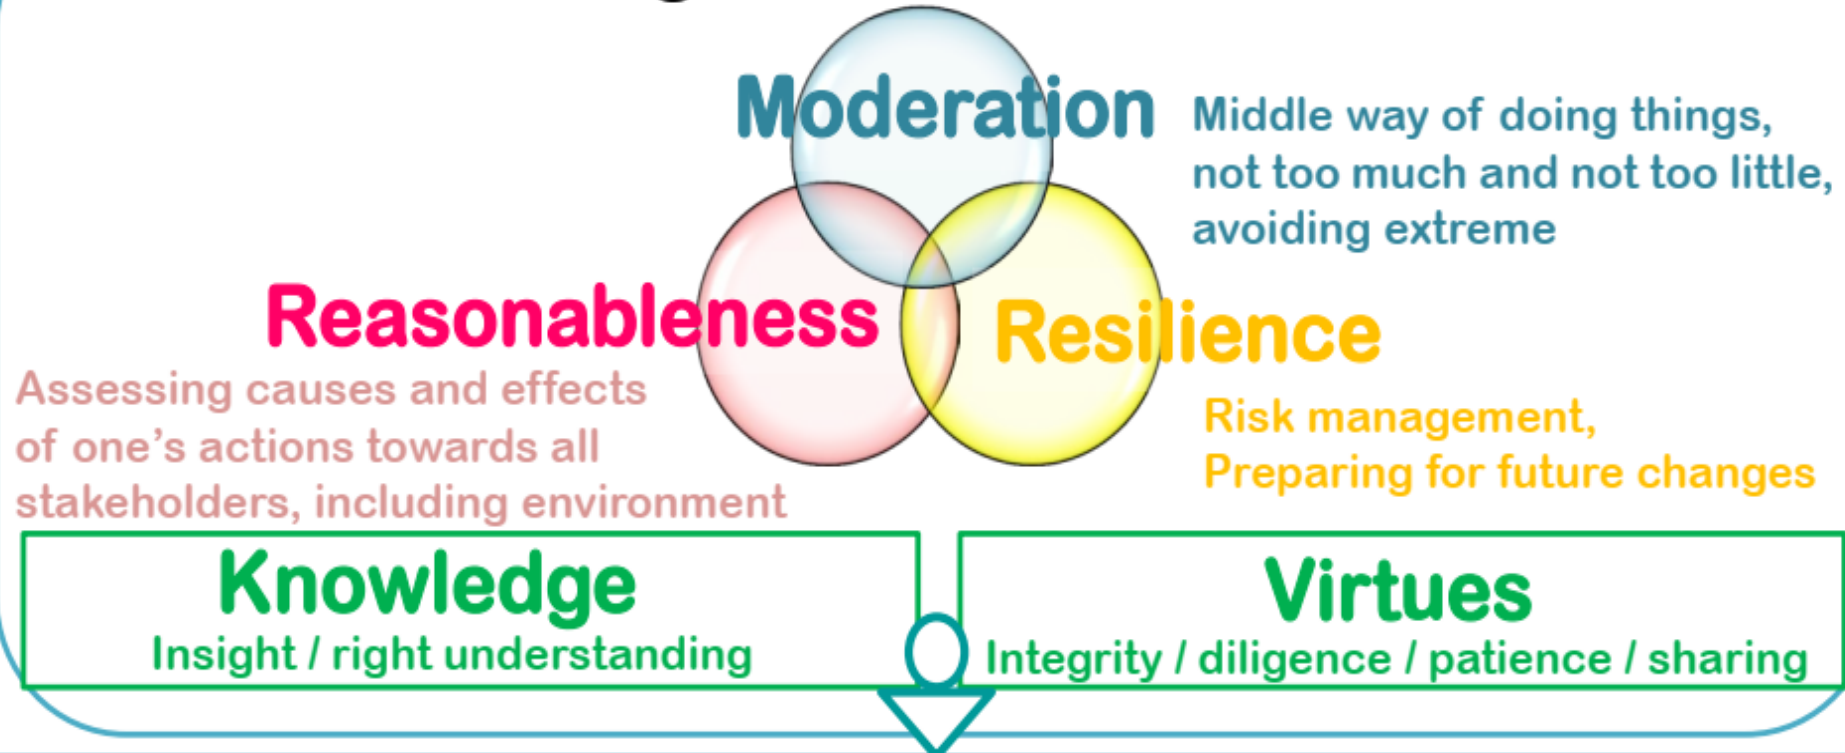 Moderation
Middle way of doing things,
not too much and not too little,
avoiding extreme
Reasonableness
Assessing causes and effects
of one's actions towards all
stakeholders, including environment
Resilience
Risk management,
Preparing for future changes
Knowledge
Insight / right understanding
Virtues
Integrity / diligence / patience / sharing